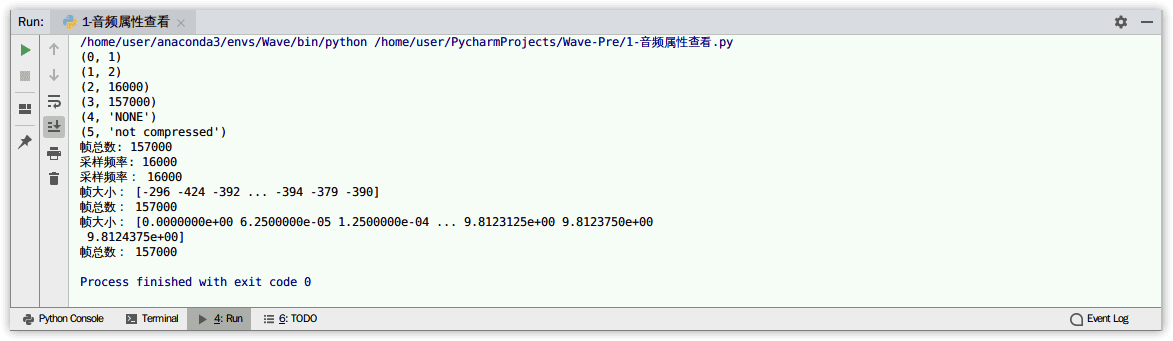 Run: 1-音频属性查看
/home/user/anaconda3/envs/Wave/bin/python /home/user/PycharmProjects/Wave-Pre/1-音频属性查看.py
(0, 1)
(1, 2)
(2, 16000)
(3, 157000)
(4, 'NONE')
(5, 'not compressed')
帧总数: 157000
采样频率: 16000
采样频率： 16000
帧大小： [-296 -424 -392 ... -394 -379 -390]
帧总数： 157000
帧大小： [0.0000000e+00 6.2500000e-05 1.2500000e-04 ... 9.8123125e+00 9.8123750e+00
9.8124375e+00]
帧总数： 157000
Process finished with exit code 0
Python Console Terminal 4: Run 6: TODO Event Log